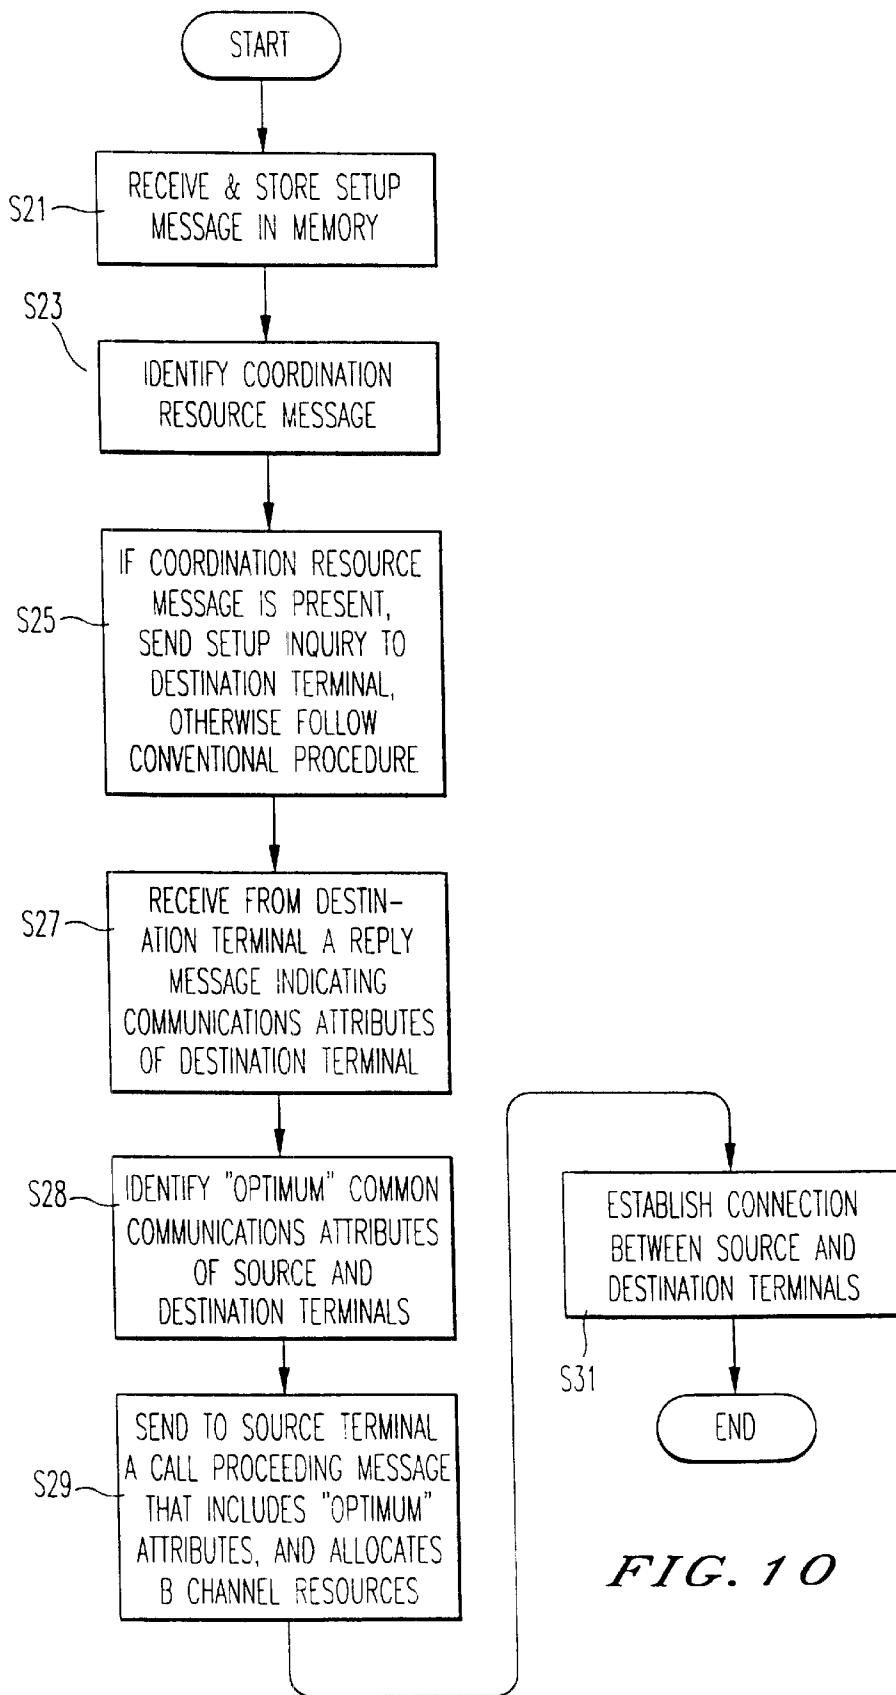 START
S21
RECEIVE & STORE SETUP
MESSAGE IN MEMORY
S23
IDENTIFY COORDINATION
RESOURCE MESSAGE
S25
IF COORDINATION RESOURCE
MESSAGE IS PRESENT,
SEND SETUP INQUIRY TO
DESTINATION TERMINAL,
OTHERWISE FOLLOW
CONVENTIONAL PROCEDURE
S27
RECEIVE FROM DESTIN-
ATION TERMINAL A REPLY
MESSAGE INDICATING
COMMUNICATIONS ATTRIBUTES
OF DESTINATION TERMINAL
S28
IDENTIFY "OPTIMUM" COMMON
COMMUNICATIONS ATTRIBUTES
OF SOURCE AND
DESTINATION TERMINALS
S29
SEND TO SOURCE TERMINAL
A CALL PROCEEDING MESSAGE
THAT INCLUDES "OPTIMUM"
ATTRIBUTES, AND ALLOCATES
B CHANNEL RESOURCES
ESTABLISH CONNECTION
BETWEEN SOURCE AND
DESTINATION TERMINALS
S31
END
FIG. 10